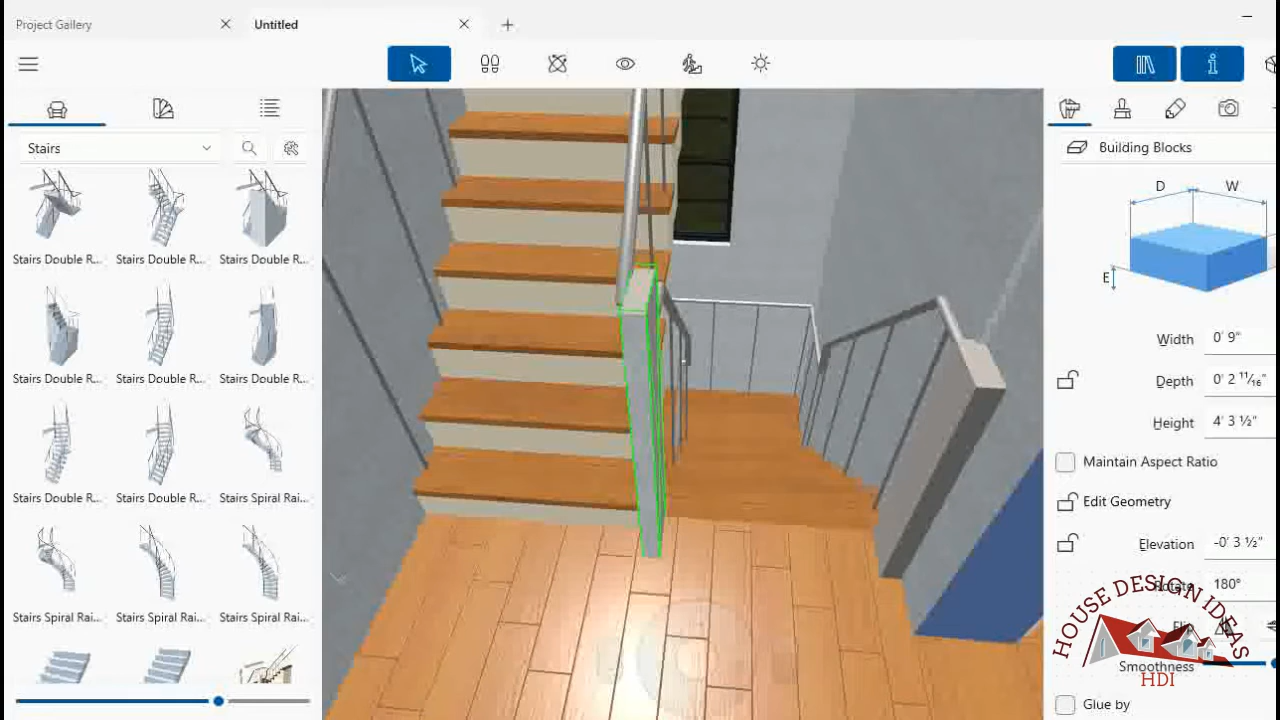 Project Gallery
Untitled
Stairs
Stairs Double R...
Stairs Double R...
Stairs Double R...
Stairs Double R...
Stairs Double R...
Stairs Double R...
Stairs Double R...
Stairs Double R...
Stairs Spiral Rai...
Stairs Spiral Rai...
Stairs Spiral Rai...
Stairs Spiral Rai...
Building Blocks
D
W
E
Width 0' 9"
Depth 0' 2 11/16"
Height 4' 3 ½"
Maintain Aspect Ratio
Edit Geometry
Elevation -0' 3 ½"
Rotate 180°
Flip
Smoothness
Glue by
HOUSE DESIGN IDEAS
HDI